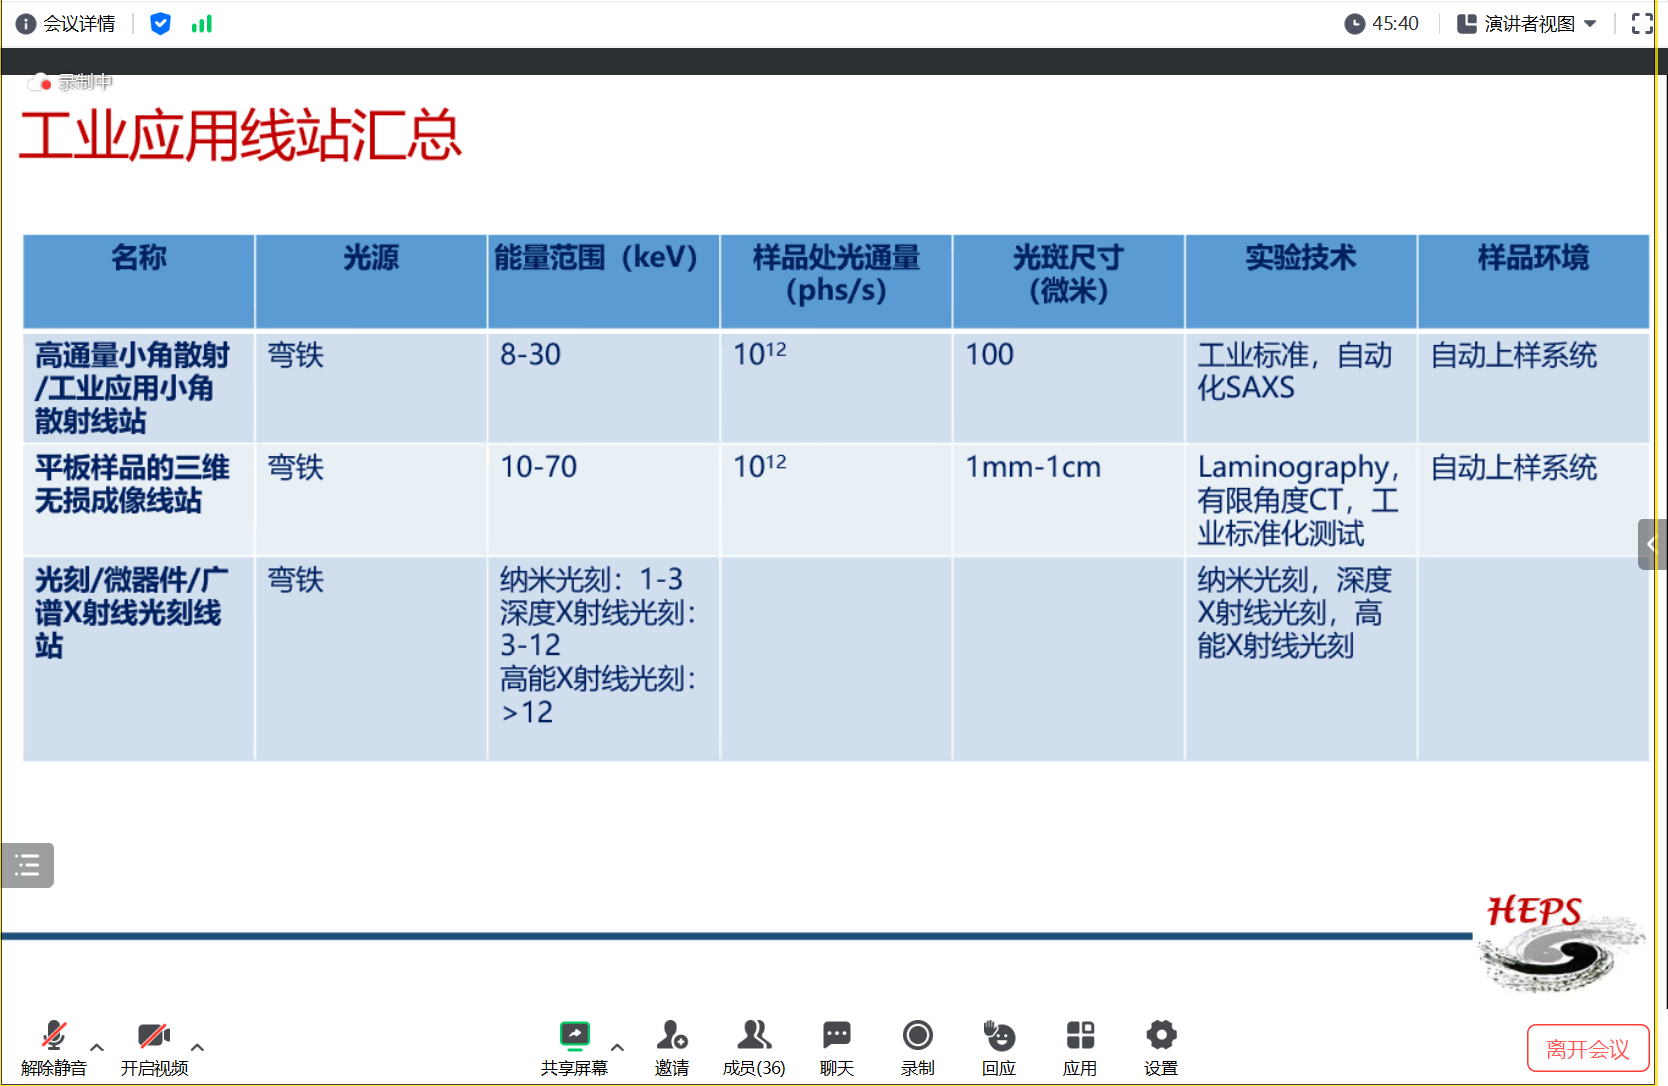 会议详情
45:40
演讲者视图
录制中
工业应用线站汇总
名称
光源
能量范围（keV）
样品处光通量
（phs/s）
光斑尺寸
（微米）
实验技术
样品环境
高通量小角散射
/工业应用小角
散射线站
弯铁
8-30
10¹²
100
工业标准，自动
化SAXS
自动上样系统
平板样品的三维
无损成像线站
弯铁
10-70
10¹²
1mm-1cm
Laminography，
有限角度CT，工
业标准化测试
自动上样系统
光刻/微器件/广
谱X射线光刻线
站
弯铁
纳米光刻：1-3
深度X射线光刻：
3-12
高能X射线光刻：
>12
纳米光刻，深度
X射线光刻，高
能X射线光刻
HEPS
解除静音
开启视频
共享屏幕
邀请
成员(36)
聊天
录制
回应
应用
设置
离开会议